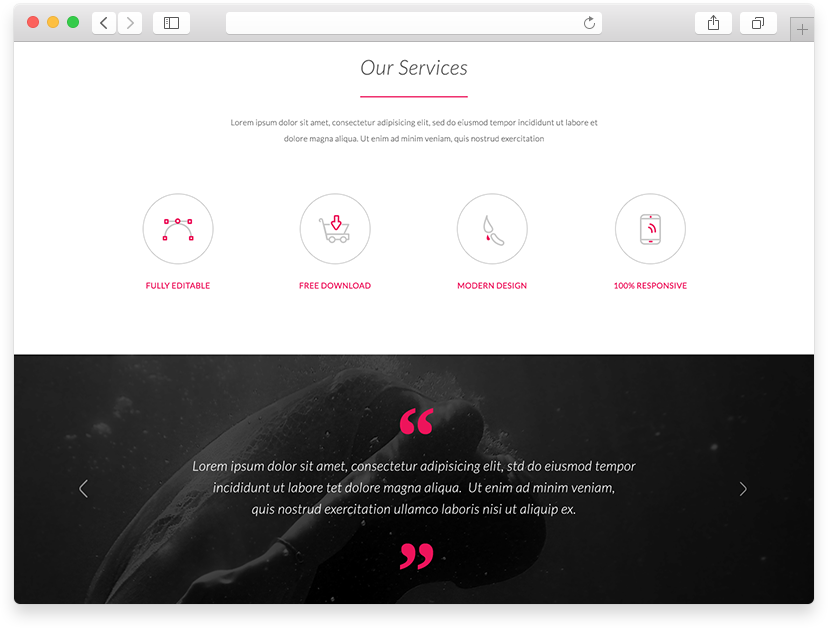 Our Services
Lorem ipsum dolor sit amet, consectetur adipisicing elit, sed do eiusmod tempor incididunt ut labore et
dolore magna aliqua. Ut enim ad minim veniam, quis nostrud exercitation
FULLY EDITABLE
FREE DOWNLOAD
MODERN DESIGN
100% RESPONSIVE
“
Lorem ipsum dolor sit amet, consectetur adipisicing elit, std do eiusmod tempor
incididunt ut labore tet dolore magna aliqua.  Ut enim ad minim veniam,
quis nostrud exercitation ullamco laboris nisi ut aliquip ex.
”